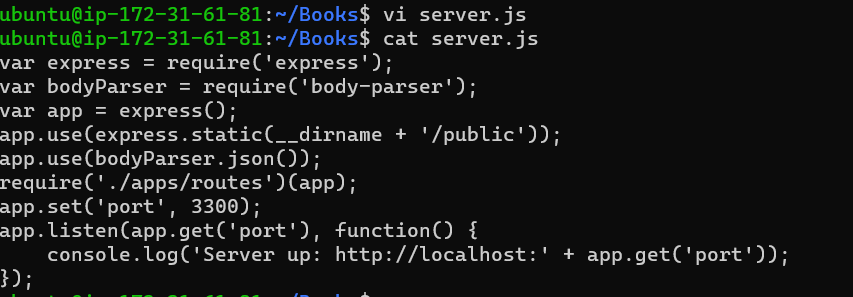 ubuntu@ip-172-31-61-81:~/Books$ vi server.js
ubuntu@ip-172-31-61-81:~/Books$ cat server.js
var express = require('express');
var bodyParser = require('body-parser');
var app = express();
app.use(express.static(__dirname + '/public'));
app.use(bodyParser.json());
require('./apps/routes')(app);
app.set('port', 3300);
app.listen(app.get('port'), function() {
    console.log('Server up: http://localhost:' + app.get('port'));
});